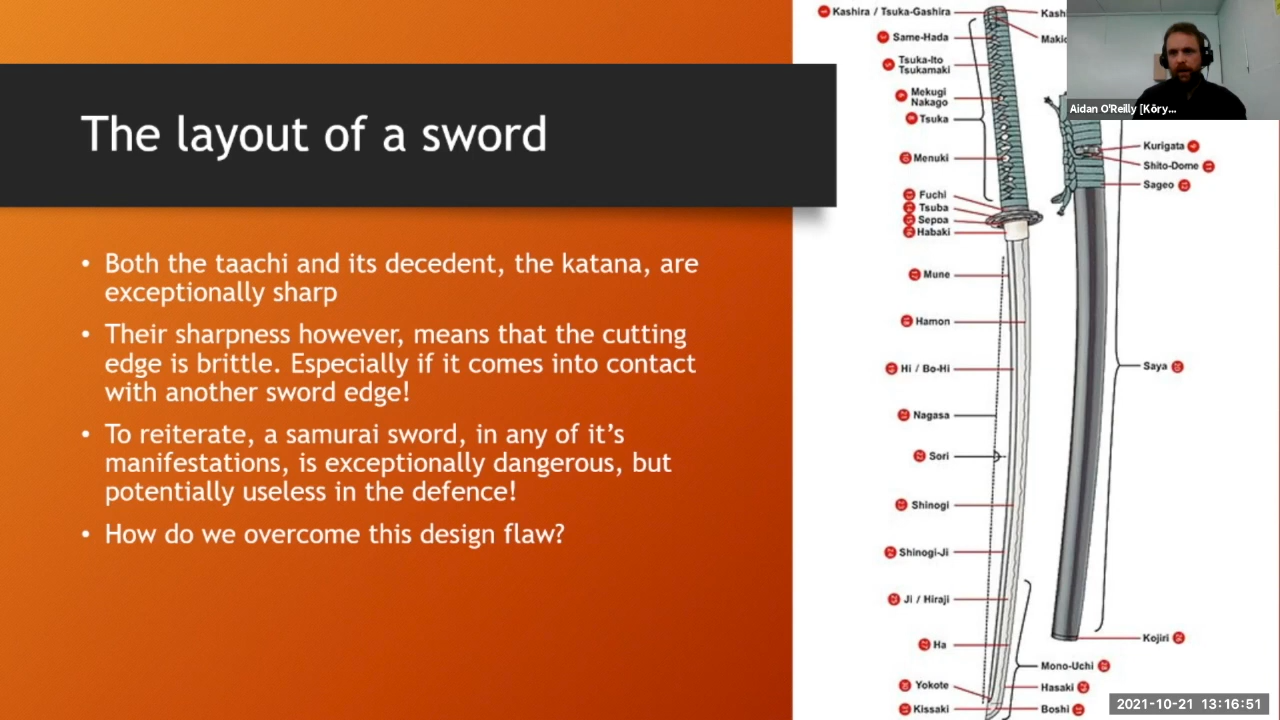 The layout of a sword
• Both the taachi and its decedent, the katana, are
exceptionally sharp
• Their sharpness however, means that the cutting
edge is brittle. Especially if it comes into contact
with another sword edge!
• To reiterate, a samurai sword, in any of it's
manifestations, is exceptionally dangerous, but
potentially useless in the defence!
• How do we overcome this design flaw?
Kashira / Tsuka-Gashira
Same-Hada
Tsuka-Ito
Tsukamaki
Mekugi
Nakago
Tsuka
Menuki
Fuchi
Tsuba
Seppa
Habaki
Mune
Hamon
Hi / Bo-Hi
Nagasa
Sori
Shinogi
Shinogi-Ji
Ji / Hiraji
Ha
Yokote
Kissaki
Kurigata
Shito-Dome
Sageo
Saya
Kojiri
Mono-Uchi
Hasaki
Boshi
Aidan O'Reilly [Kōry...
2021-10-21 13:16:51